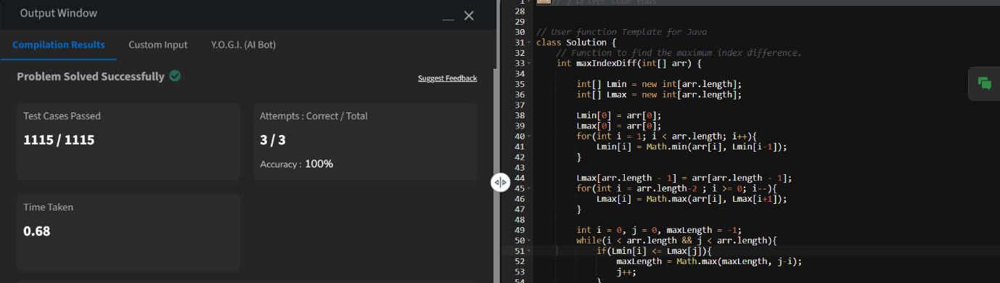 Output Window
Compilation Results
Custom Input
Y.O.G.I. (AI Bot)
Problem Solved Successfully
Suggest Feedback
Test Cases Passed
1115 / 1115
Attempts : Correct / Total
3 / 3
Accuracy : 100%
Time Taken
0.68
1 // } Driver Code Ends
28
29
30 // User function Template for Java
31 class Solution {
32 // Function to find the maximum index difference.
33 int maxIndexDiff(int[] arr) {
34
35 int[] Lmin = new int[arr.length];
36 int[] Lmax = new int[arr.length];
37
38 Lmin[0] = arr[0];
39 Lmax[0] = arr[0];
40 for(int i = 1; i < arr.length; i++){
41 Lmin[i] = Math.min(arr[i], Lmin[i-1]);
42 }
43
44 Lmax[arr.length - 1] = arr[arr.length - 1];
45 for(int i = arr.length-2 ; i >= 0; i--){
46 Lmax[i] = Math.max(arr[i], Lmax[i+1]);
47 }
48
49 int i = 0, j = 0, maxLength = -1;
50 while(i < arr.length && j < arr.length){
51 if(Lmin[i] <= Lmax[j]){
52 maxLength = Math.max(maxLength, j-i);
53 j++;
54 }